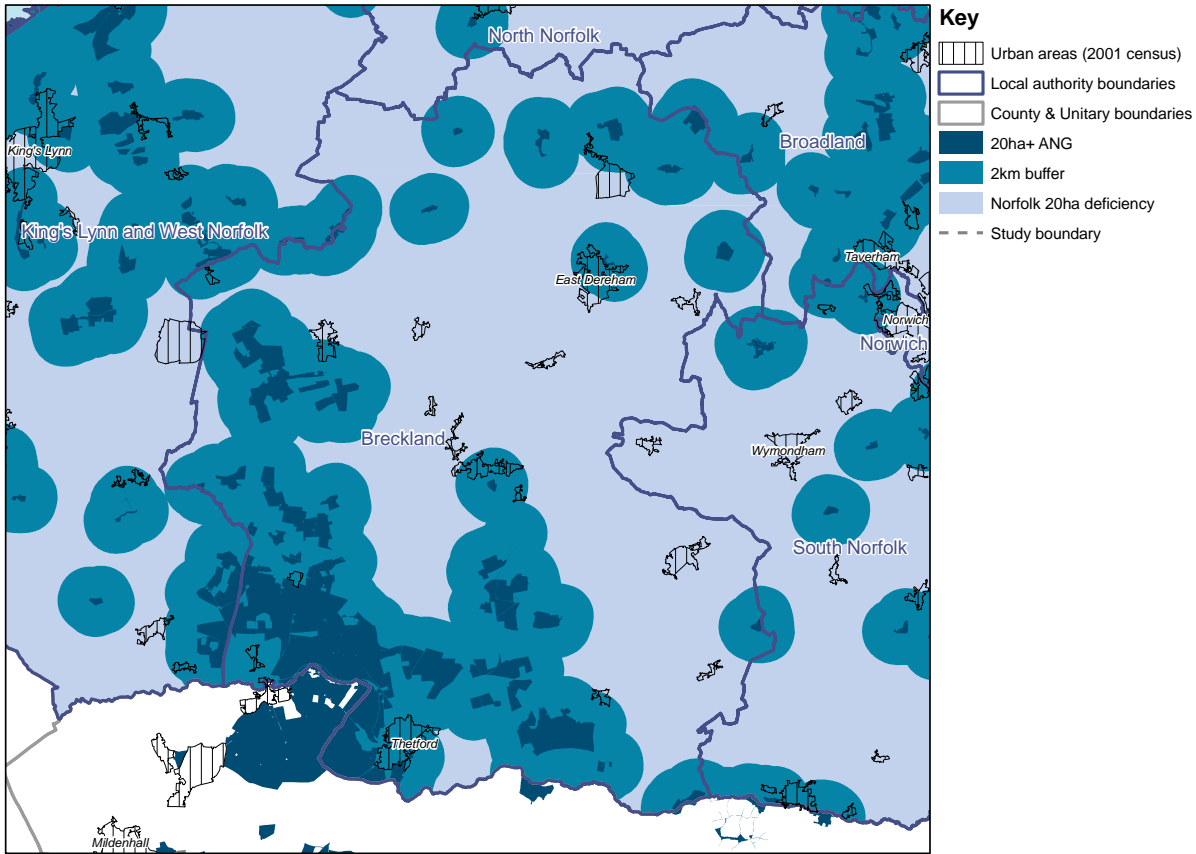 North Norfolk
Broadland
King's Lynn
King's Lynn and West Norfolk
Taverham
East Dereham
Norwich
Norwich
Breckland
Wymondham
South Norfolk
Thetford
Mildenhall
Key
Urban areas (2001 census)
Local authority boundaries
County & Unitary boundaries
20ha+ ANG
2km buffer
Norfolk 20ha deficiency
Study boundary